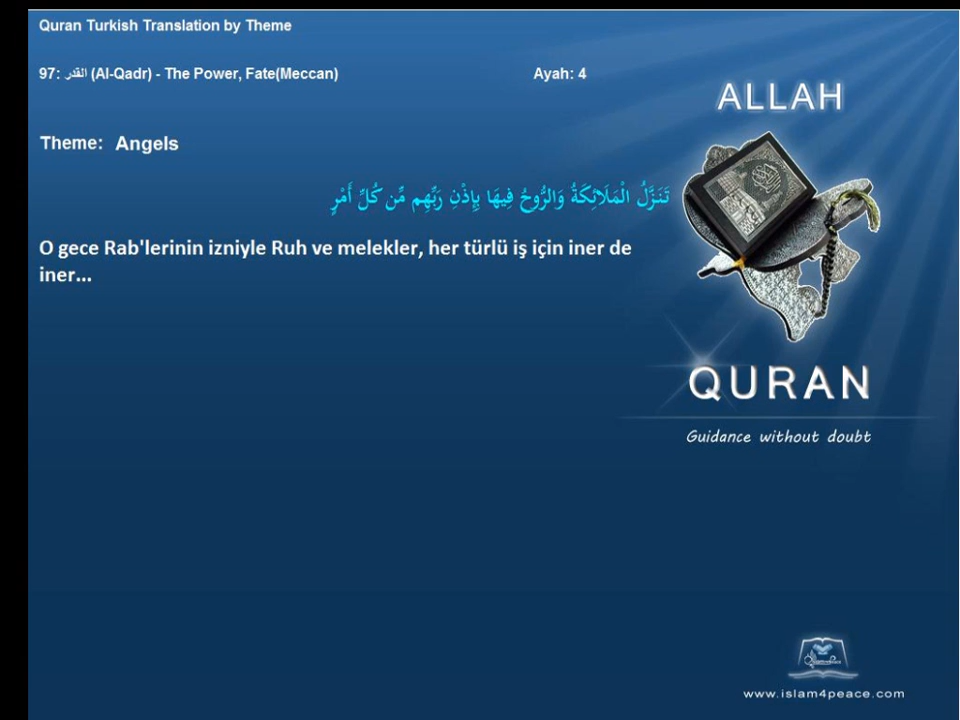 Quran Turkish Translation by Theme
97: القدر (Al-Qadr) - The Power, Fate(Meccan)
Ayah: 4
Theme: Angels
تَنَزَّلُ الْمَلَائِكَةُ وَالرُّوحُ فِيهَا بِإِذْنِ رَبِّهِم مِّن كُلِّ أَمْرٍ
O gece Rab'lerinin izniyle Ruh ve melekler, her türlü iş için iner de
iner...
ALLAH
QURAN
Guidance without doubt
www.islam4peace.com